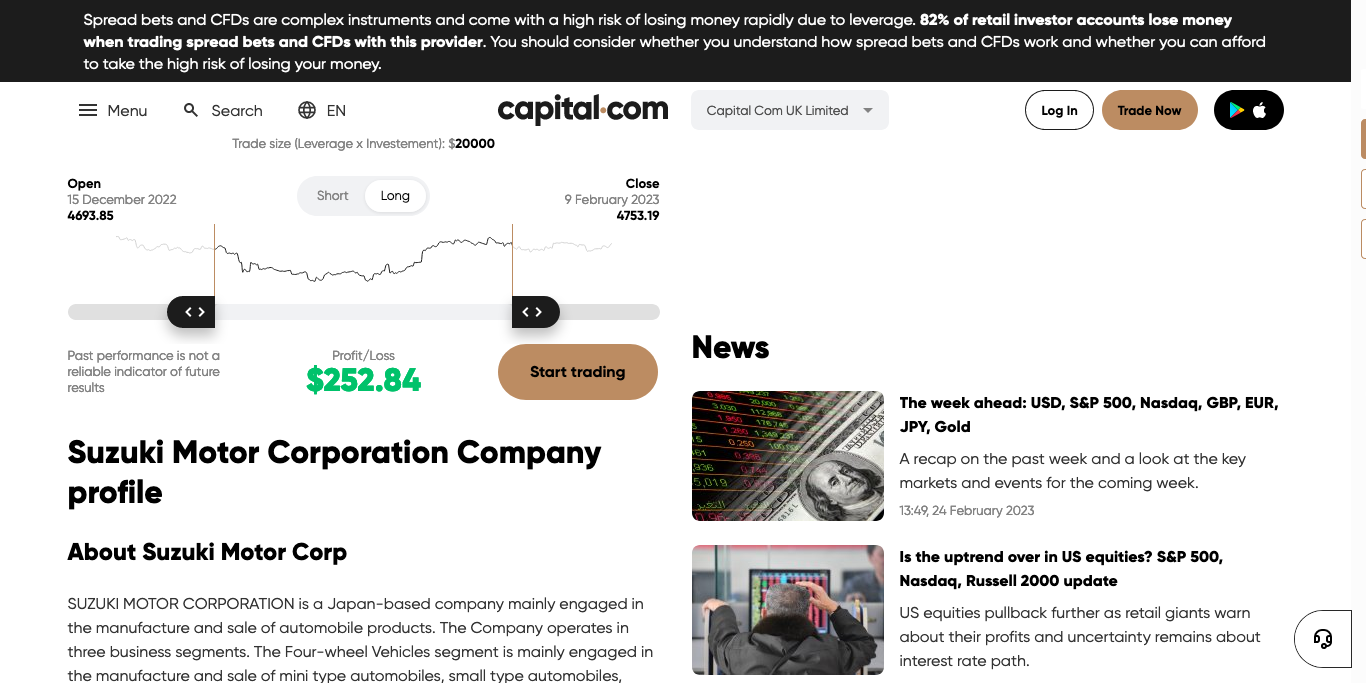 Spread bets and CFDs are complex instruments and come with a high risk of losing money rapidly due to leverage. 82% of retail investor accounts lose money
when trading spread bets and CFDs with this provider. You should consider whether you understand how spread bets and CFDs work and whether you can afford
to take the high risk of losing your money.
Menu
Search
EN
capital.com
Capital Com UK Limited
Log In
Trade Now
Trade size (Leverage x Investement): $20000
Open
15 December 2022
4693.85
Short
Long
Close
9 February 2023
4753.19
Past performance is not a
reliable indicator of future
results
Profit/Loss
$252.84
Start trading
Suzuki Motor Corporation Company
profile
About Suzuki Motor Corp
SUZUKI MOTOR CORPORATION is a Japan-based company mainly engaged in
the manufacture and sale of automobile products. The Company operates in
three business segments. The Four-wheel Vehicles segment is mainly engaged in
the manufacture and sale of mini type automobiles, small type automobiles,
News
The week ahead: USD, S&P 500, Nasdaq, GBP, EUR,
JPY, Gold
A recap on the past week and a look at the key
markets and events for the coming week.
13:49, 24 February 2023
Is the uptrend over in US equities? S&P 500,
Nasdaq, Russell 2000 update
US equities pullback further as retail giants warn
about their profits and uncertainty remains about
interest rate path.